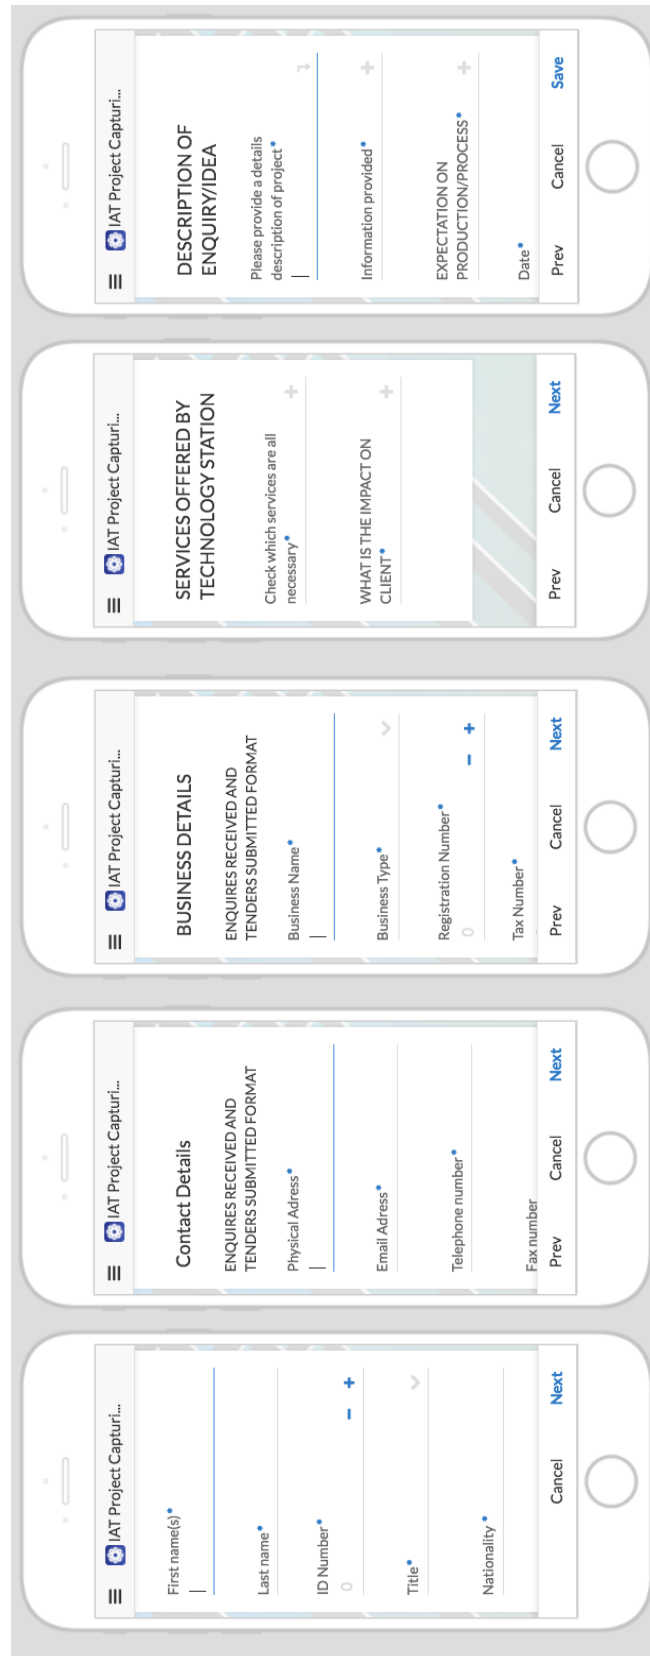 IAT Project Capturi...
First name(s)*
Last name*
ID Number*
0
Title*
Nationality *
Cancel
Next
IAT Project Capturi...
Contact Details
ENQUIRES RECEIVED AND
TENDERS SUBMITTED FORMAT
Physical Adress*
Email Adress*
Telephone number*
Fax number
Prev
Cancel
Next
IAT Project Capturi...
BUSINESS DETAILS
ENQUIRES RECEIVED AND
TENDERS SUBMITTED FORMAT
Business Name*
Business Type*
Registration Number*
0
Tax Number*
Prev
Cancel
Next
IAT Project Capturi...
SERVICES OFFERED BY
TECHNOLOGY STATION
Check which services are all
necessary*
WHAT IS THE IMPACT ON
CLIENT*
Prev
Cancel
Next
IAT Project Capturi...
DESCRIPTION OF
ENQUIRY/IDEA
Please provide a details
description of project*
Information provided*
EXPECTATION ON
PRODUCTION/PROCESS*
Date*
Prev
Cancel
Save